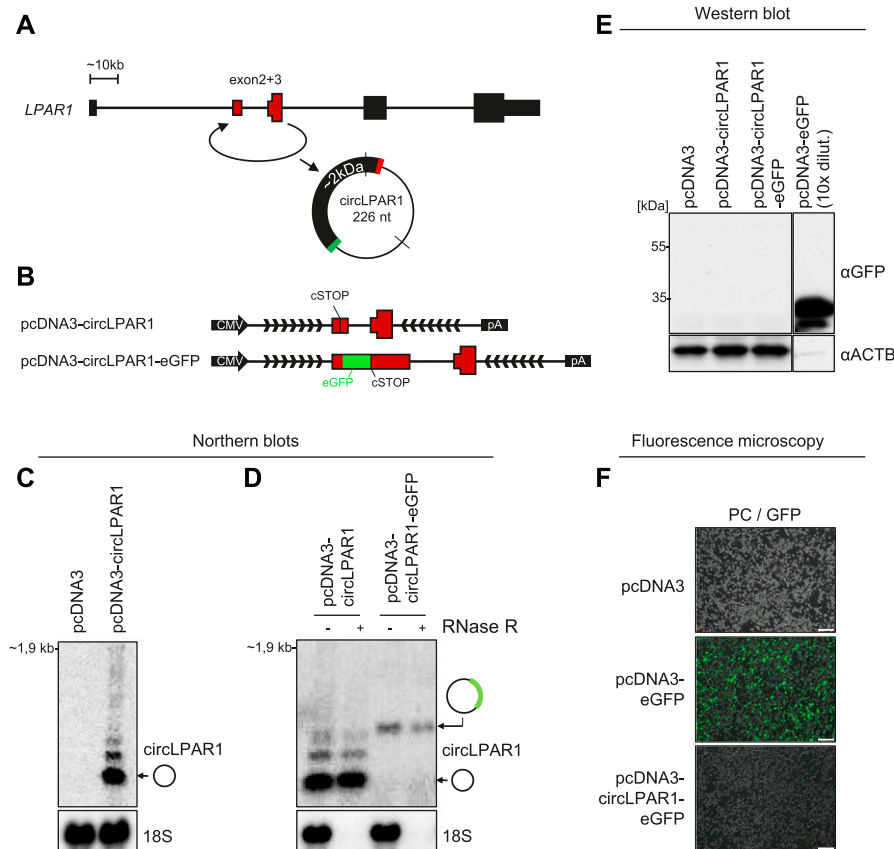 A
~10kb
exon2+3
LPAR1
~2kDa
circLPAR1
226 nt
B
cSTOP
pcDNA3-circLPAR1
CMV
pA
pcDNA3-circLPAR1-eGFP
CMV
pA
eGFP
cSTOP
Northern blots
C
pcDNA3
pcDNA3-circLPAR1
~1,9 kb
circLPAR1
18S
D
pcDNA3-
circLPAR1
pcDNA3-
circLPAR1-eGFP
- + - + RNase R
~1,9 kb
circLPAR1
18S
E
Western blot
pcDNA3
pcDNA3-circLPAR1
pcDNA3-circLPAR1
-eGFP
pcDNA3-eGFP
(10x dilut.)
[kDa]
55
αGFP
35
αACTB
Fluorescence microscopy
F
PC / GFP
pcDNA3
pcDNA3-
eGFP
pcDNA3-
circLPAR1-
eGFP